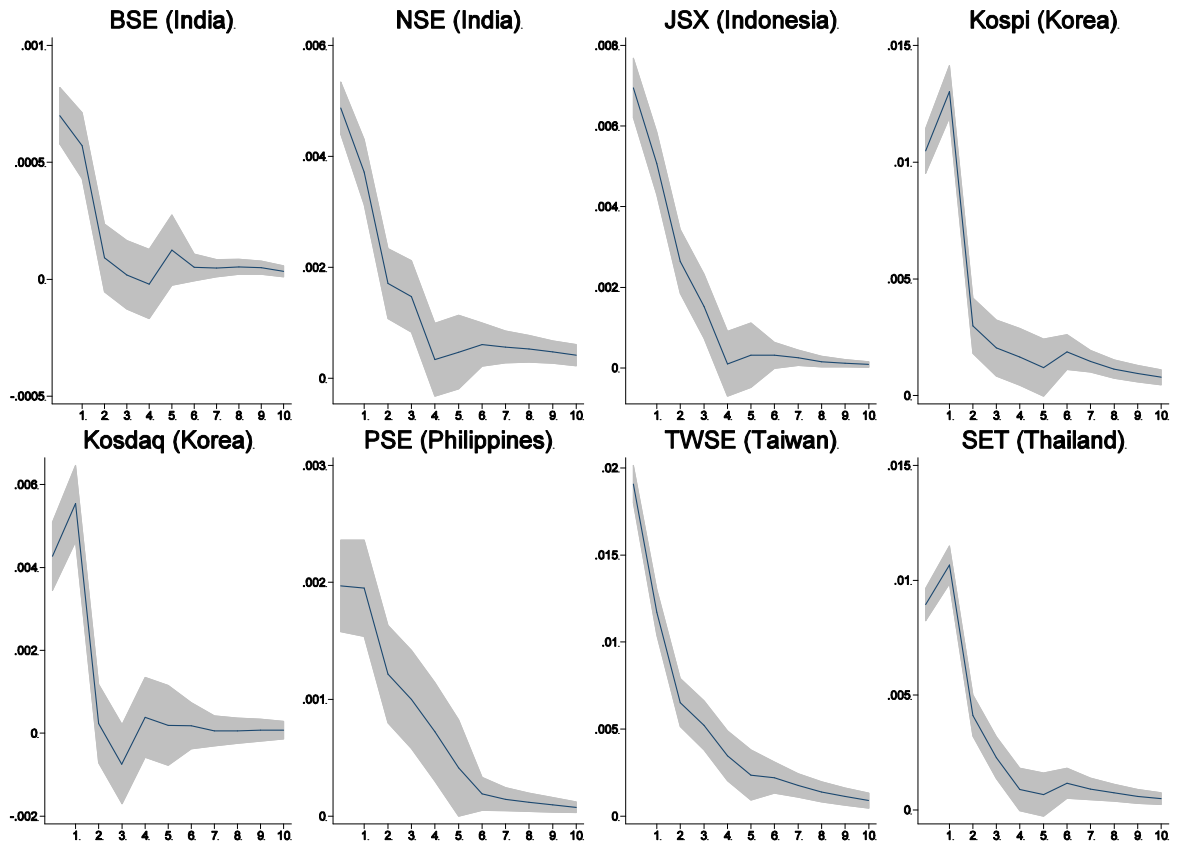 BSE (India).
NSE (India).
JSX (Indonesia).
Kospi (Korea).
.001.
.0005.
0.
-.0005.
1. 2. 3. 4. 5. 6. 7. 8. 9. 10.
.006.
.004.
.002.
0.
1. 2. 3. 4. 5. 6. 7. 8. 9. 10.
.008.
.006.
.004.
.002.
0.
1. 2. 3. 4. 5. 6. 7. 8. 9. 10.
.015.
.01.
.005.
0.
1. 2. 3. 4. 5. 6. 7. 8. 9. 10.
Kosdaq (Korea).
PSE (Philippines).
TWSE (Taiwan).
SET (Thailand).
.006.
.004.
.002.
0.
-.002.
1. 2. 3. 4. 5. 6. 7. 8. 9. 10.
.003.
.002.
.001.
0.
1. 2. 3. 4. 5. 6. 7. 8. 9. 10.
.02.
.015.
.01.
.005.
0.
1. 2. 3. 4. 5. 6. 7. 8. 9. 10.
.015.
.01.
.005.
0.
1. 2. 3. 4. 5. 6. 7. 8. 9. 10.